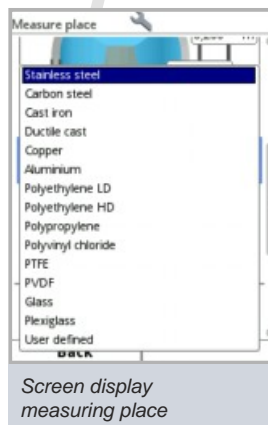 Measure place
Stainless steel
Carbon steel
Cast iron
Ductile cast
Copper
Aluminium
Polyethylene LD
Polyethylene HD
Polypropylene
Polyvinyl chloride
PTFE
PVDF
Glass
Plexiglass
User defined
Back
Screen display
measuring place